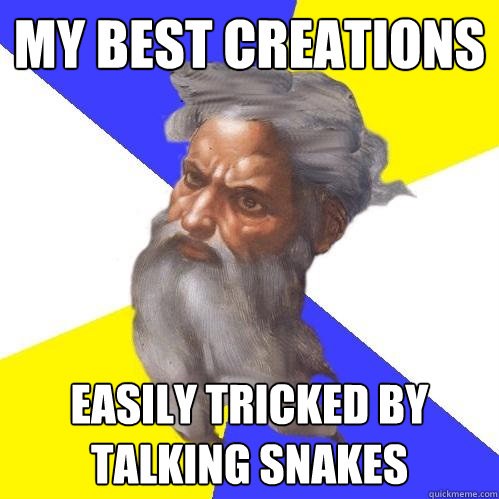 MY BEST CREATIONS
EASILY TRICKED BY
TALKING SNAKES
quickmeme.com